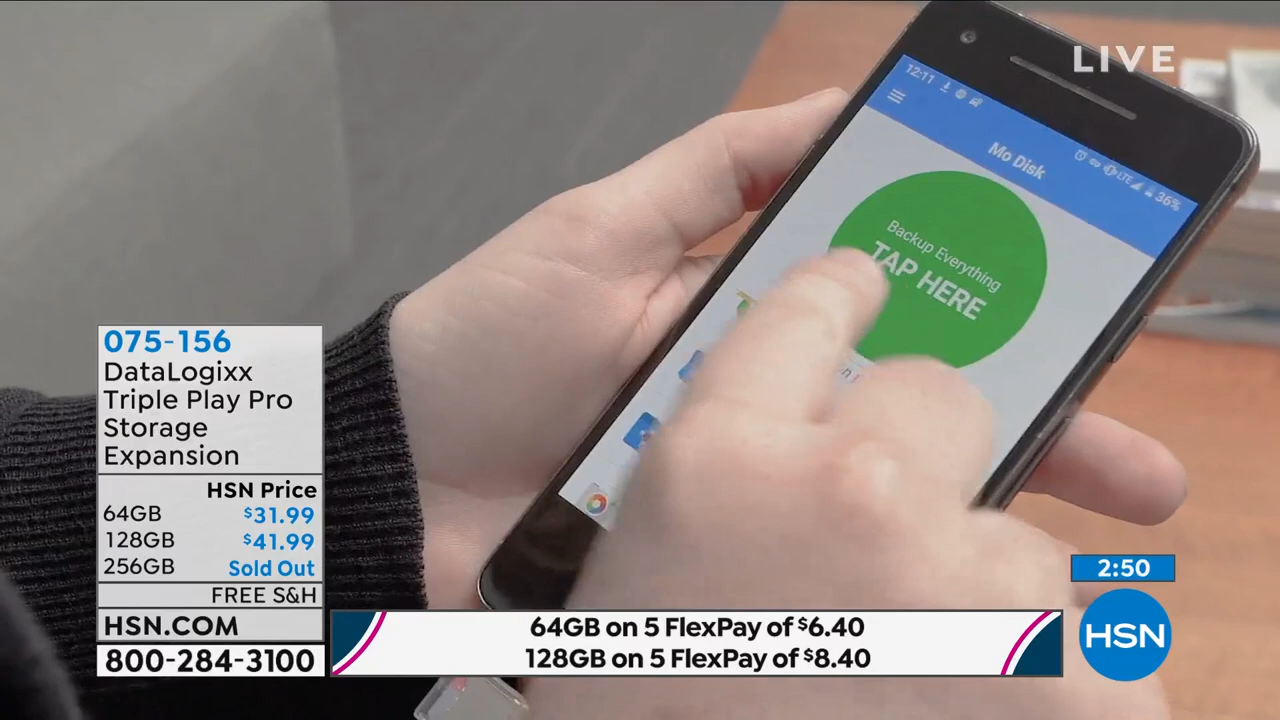 LIVE
12:11
LTE 36%
Mo Disk
Backup Everything
TAP HERE
075-156
DataLogixx
Triple Play Pro
Storage
Expansion
HSN Price
64GB $31.99
128GB $41.99
256GB Sold Out
FREE S&H
HSN.COM
800-284-3100
64GB on 5 FlexPay of $6.40
128GB on 5 FlexPay of $8.40
2:50
HSN